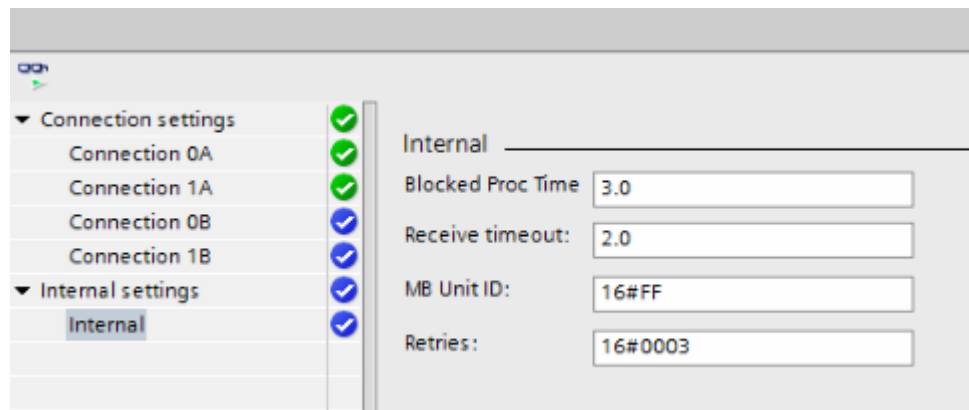 Connection settings
Connection 0A
Connection 1A
Connection 0B
Connection 1B
Internal settings
Internal
Internal
Blocked Proc Time 3.0
Receive timeout: 2.0
MB Unit ID: 16#FF
Retries: 16#0003